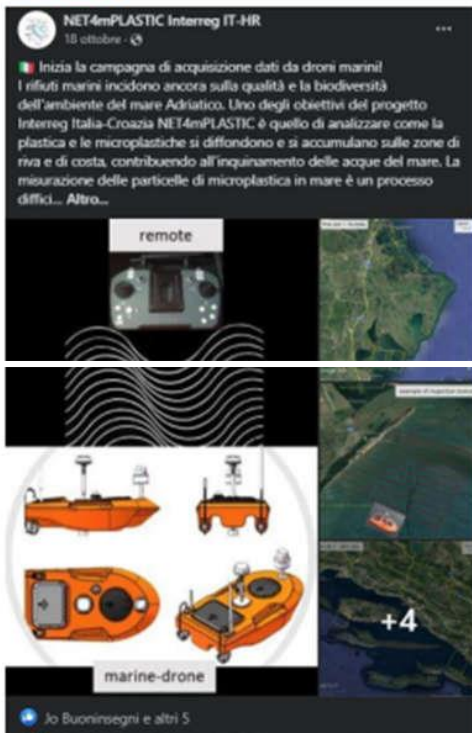 NET4mPLASTIC Interreg IT-HR
18 ottobre ·
Inizia la campagna di acquisizione dati da droni marini!
I rifiuti marini incidono ancora sulla qualità e la biodiversità
dell'ambiente del mare Adriatico. Uno degli obiettivi del progetto
Interreg Italia-Croazia NET4mPLASTIC è quello di analizzare come la
plastica e le microplastiche si diffondono e si accumulano sulle zone di
riva e di costa, contribuendo all'inquinamento delle acque del mare. La
misurazione delle particelle di microplastica in mare è un processo
diffici... Altro...
remote
+4
marine-drone
Jo Buoninsegni e altri 5